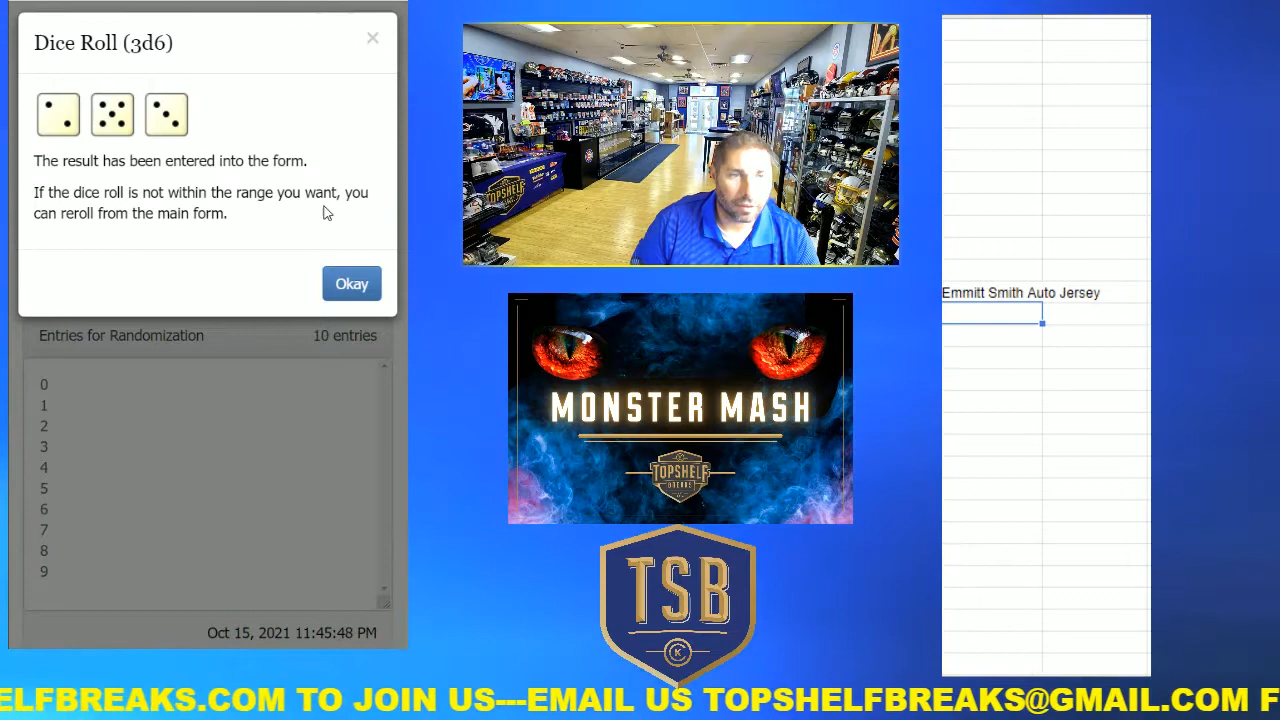 Dice Roll (3d6)
×
The result has been entered into the form.
If the dice roll is not within the range you want, you
can reroll from the main form.
Okay
Entries for Randomization 10 entries
0
1
2
3
4
5
6
7
8
9
Oct 15, 2021 11:45:48 PM
TOPSHELF
MONSTER MASH
TOPSHELF
BREAKS
TSB
K
Emmitt Smith Auto Jersey
ELFBREAKS.COM TO JOIN US---EMAIL US TOPSHELFBREAKS@GMAIL.COM F